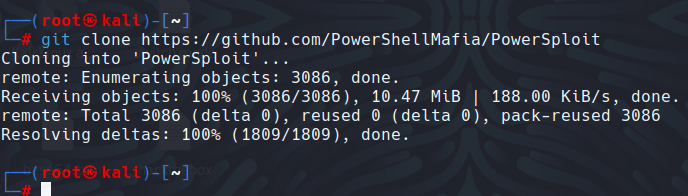 ┌──(root㉿kali)-[~]
└─# git clone https://github.com/PowerShellMafia/PowerSploit
Cloning into 'PowerSploit'...
remote: Enumerating objects: 3086, done.
Receiving objects: 100% (3086/3086), 10.47 MiB | 188.00 KiB/s, done.
remote: Total 3086 (delta 0), reused 0 (delta 0), pack-reused 3086
Resolving deltas: 100% (1809/1809), done.
┌──(root㉿kali)-[~]
└─#